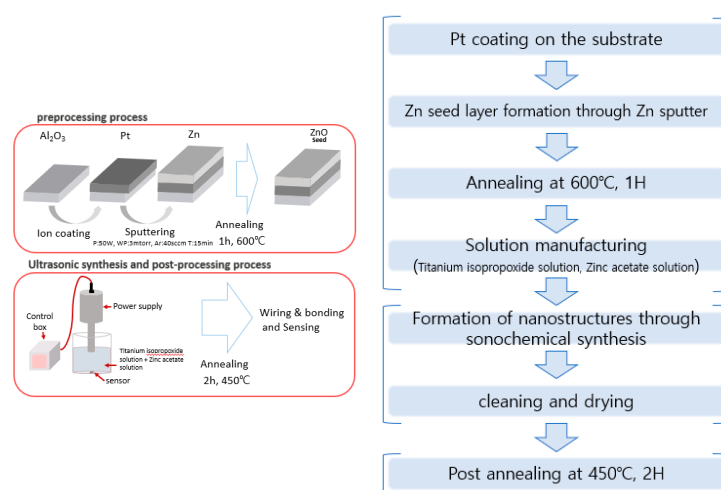 preprocessing process
Al₂O₃
Pt
Zn
ZnO
Seed
Ion coating
Sputtering
P:50W, WP:3mtorr, Ar:40sccm T:15min
Annealing
1h, 600℃
Ultrasonic synthesis and post-processing process
Control
box
Power supply
Titanium isopropoxide
solution + Zinc acetate
solution
sensor
Annealing
2h, 450℃
Wiring & bonding
and Sensing
Pt coating on the substrate
Zn seed layer formation through Zn sputter
Annealing at 600℃, 1H
Solution manufacturing
(Titanium isopropoxide solution, Zinc acetate solution)
Formation of nanostructures through
sonochemical synthesis
cleaning and drying
Post annealing at 450℃, 2H